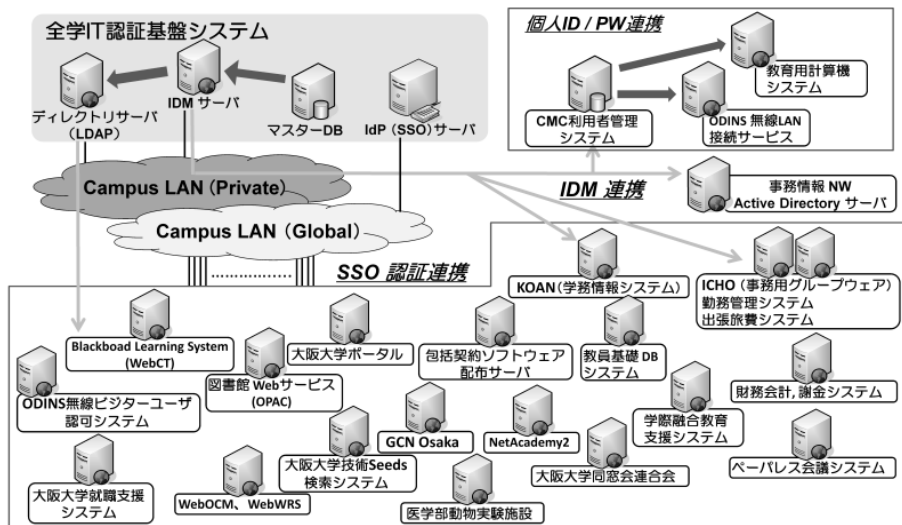 全学IT認証基盤システム
ディレクトリサーバ
（LDAP）
IDM サーバ
マスターDB
IdP（SSO）サーバ
個人ID / PW連携
CMC利用者管理
システム
教育用計算機
システム
ODINS 無線LAN
接続サービス
Campus LAN（Private）
Campus LAN（Global）
IDM 連携
事務情報 NW
Active Directory サーバ
SSO 認証連携
KOAN（学務情報システム）
ICHO（事務用グループウェア）
勤務管理システム
出張旅費システム
Blackboad Learning System
(WebCT)
大阪大学ポータル
包括契約ソフトウェア
配布サーバ
教員基礎 DB
システム
ODINS無線ビジターユーザ
認可システム
図書館 Webサービス
(OPAC)
財務会計, 謝金システム
学際融合教育
支援システム
GCN Osaka
NetAcademy2
大阪大学就職支援
システム
WebOCM、WebWRS
大阪大学技術Seeds
検索システム
医学部動物実験施設
大阪大学同窓会連合会
ペーパレス会議システム